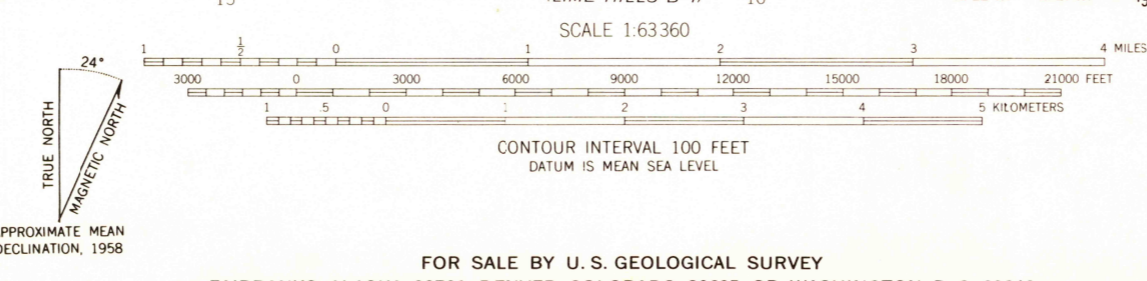 SCALE 1:63360
1 ½ 0 1 2 3 4 MILES
3000 0 3000 6000 9000 12000 15000 18000 21000 FEET
1 .5 0 1 2 3 4 5 KILOMETERS
24°
TRUE NORTH
MAGNETIC NORTH
CONTOUR INTERVAL 100 FEET
DATUM IS MEAN SEA LEVEL
PPROXIMATE MEAN
DECLINATION, 1958
FOR SALE BY U. S. GEOLOGICAL SURVEY